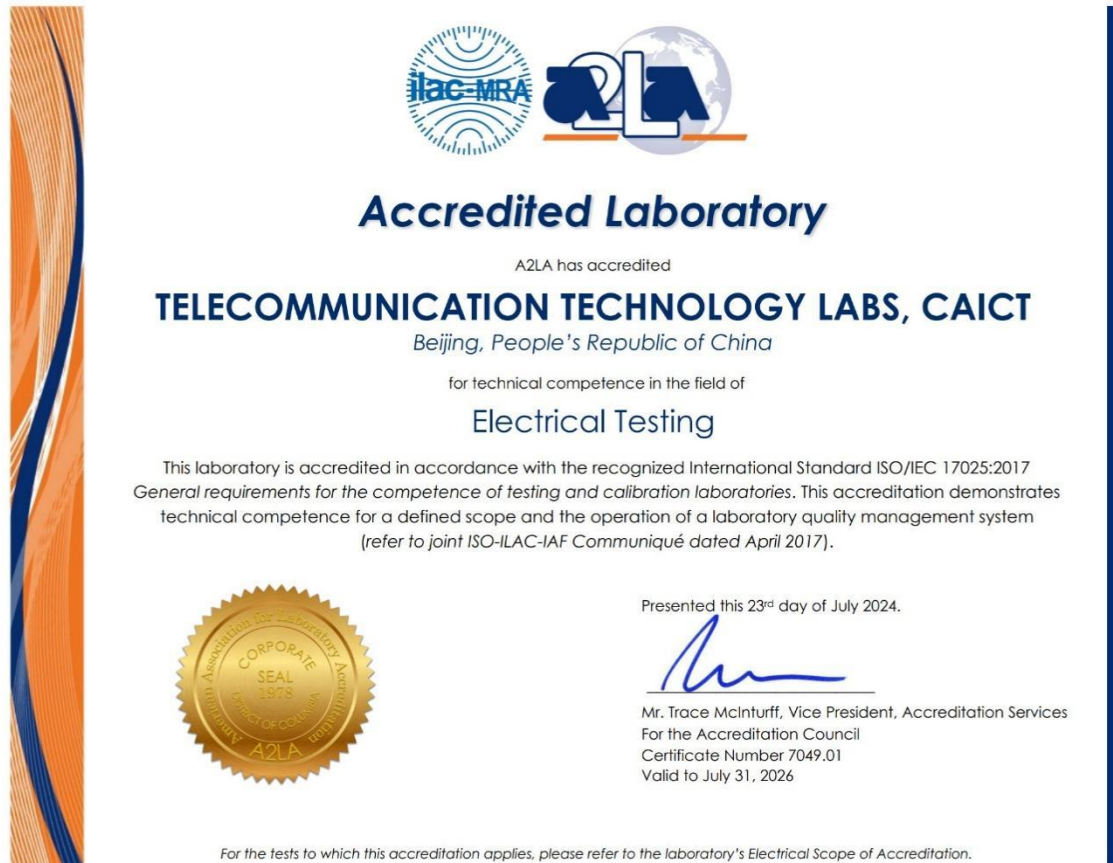 ilac-MRA
A2LA
Accredited Laboratory
A2LA has accredited
TELECOMMUNICATION TECHNOLOGY LABS, CAICT
Beijing, People's Republic of China
for technical competence in the field of
Electrical Testing
This laboratory is accredited in accordance with the recognized International Standard ISO/IEC 17025:2017
General requirements for the competence of testing and calibration laboratories. This accreditation demonstrates
technical competence for a defined scope and the operation of a laboratory quality management system
(refer to joint ISO-ILAC-IAF Communiqué dated April 2017).
American Association for Laboratory Accreditation
CORPORATE
SEAL
1978
DISTRICT OF COLUMBIA
A2LA
Presented this 23rd day of July 2024.
Mr. Trace McInturff, Vice President, Accreditation Services
For the Accreditation Council
Certificate Number 7049.01
Valid to July 31, 2026
For the tests to which this accreditation applies, please refer to the laboratory's Electrical Scope of Accreditation.